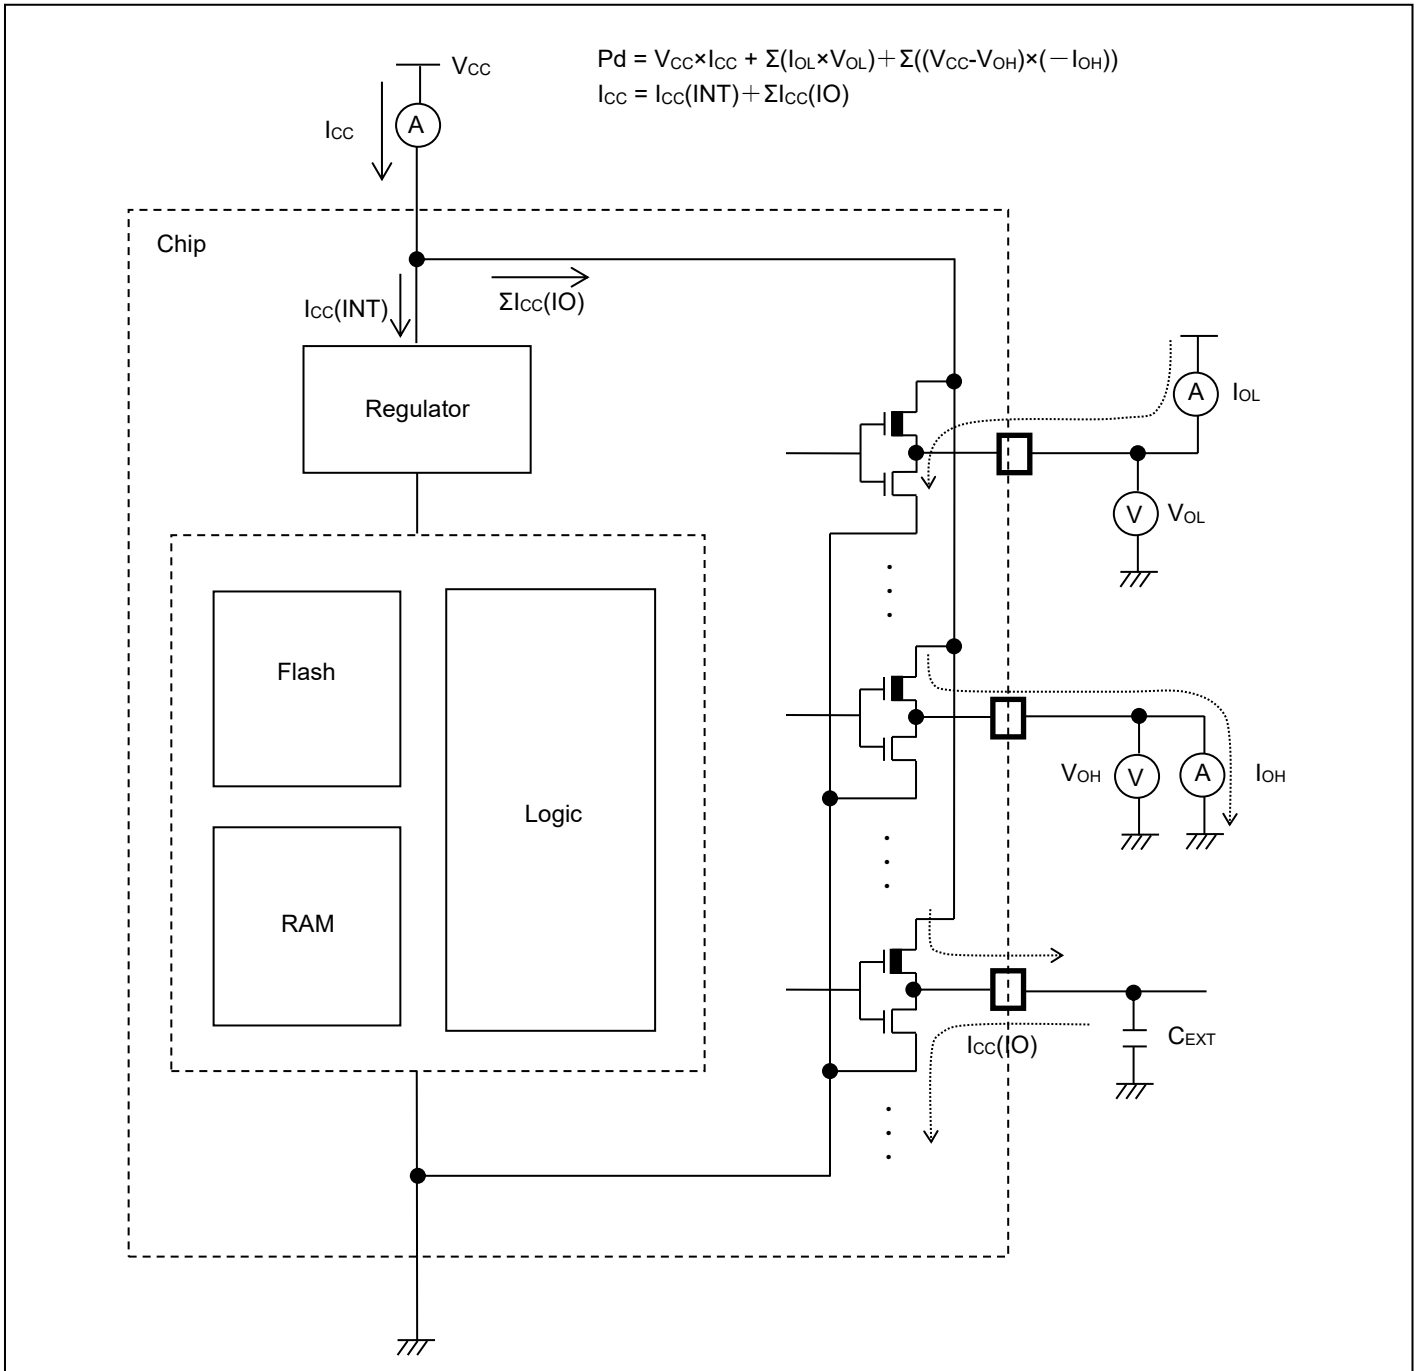 Pd = VCC×ICC + Σ(IOL×VOL)+Σ((VCC-VOH)×(-IOH))
ICC = ICC(INT)+ΣICC(IO)
VCC
A
ICC
Chip
ICC(INT)
ΣICC(IO)
Regulator
A
IOL
V
VOL
Flash
Logic
VOH
V
A
IOH
RAM
ICC(IO)
CEXT